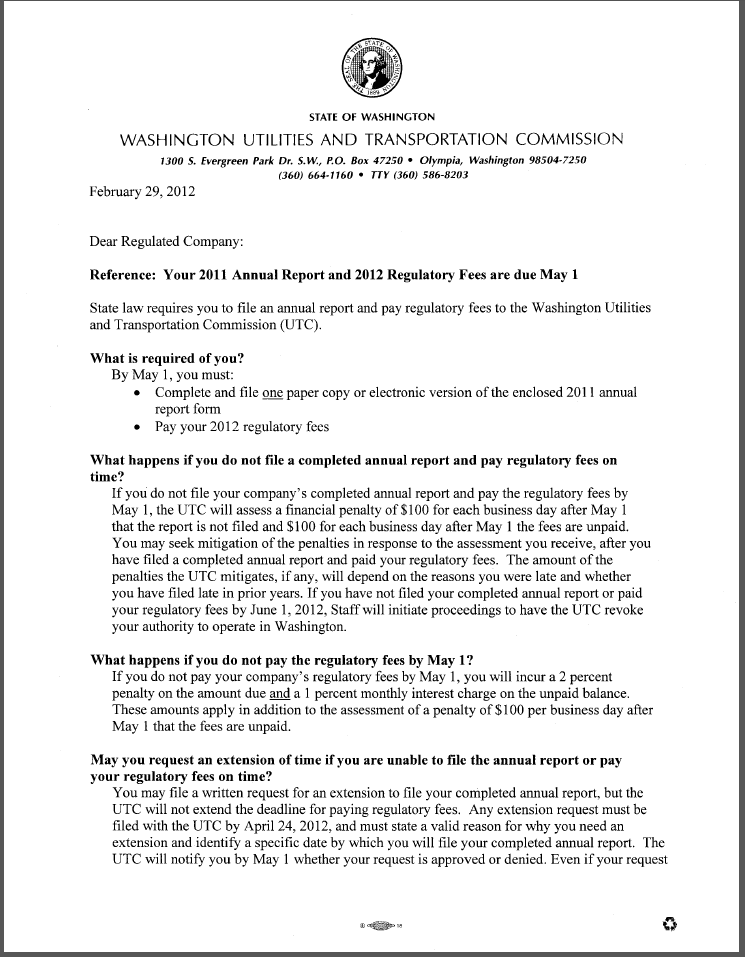 THE SEAL OF THE STATE OF WASHINGTON
1889
STATE OF WASHINGTON
WASHINGTON UTILITIES AND TRANSPORTATION COMMISSION
1300 S. Evergreen Park Dr. S.W., P.O. Box 47250 • Olympia, Washington 98504-7250
(360) 664-1160 • TTY (360) 586-8203
February 29, 2012
Dear Regulated Company:
Reference: Your 2011 Annual Report and 2012 Regulatory Fees are due May 1
State law requires you to file an annual report and pay regulatory fees to the Washington Utilities
and Transportation Commission (UTC).
What is required of you?
By May 1, you must:
• Complete and file one paper copy or electronic version of the enclosed 2011 annual
report form
• Pay your 2012 regulatory fees
What happens if you do not file a completed annual report and pay regulatory fees on
time?
If you do not file your company's completed annual report and pay the regulatory fees by
May 1, the UTC will assess a financial penalty of $100 for each business day after May 1
that the report is not filed and $100 for each business day after May 1 the fees are unpaid.
You may seek mitigation of the penalties in response to the assessment you receive, after you
have filed a completed annual report and paid your regulatory fees. The amount of the
penalties the UTC mitigates, if any, will depend on the reasons you were late and whether
you have filed late in prior years. If you have not filed your completed annual report or paid
your regulatory fees by June 1, 2012, Staff will initiate proceedings to have the UTC revoke
your authority to operate in Washington.
What happens if you do not pay the regulatory fees by May 1?
If you do not pay your company's regulatory fees by May 1, you will incur a 2 percent
penalty on the amount due and a 1 percent monthly interest charge on the unpaid balance.
These amounts apply in addition to the assessment of a penalty of $100 per business day after
May 1 that the fees are unpaid.
May you request an extension of time if you are unable to file the annual report or pay
your regulatory fees on time?
You may file a written request for an extension to file your completed annual report, but the
UTC will not extend the deadline for paying regulatory fees. Any extension request must be
filed with the UTC by April 24, 2012, and must state a valid reason for why you need an
extension and identify a specific date by which you will file your completed annual report. The
UTC will notify you by May 1 whether your request is approved or denied. Even if your request